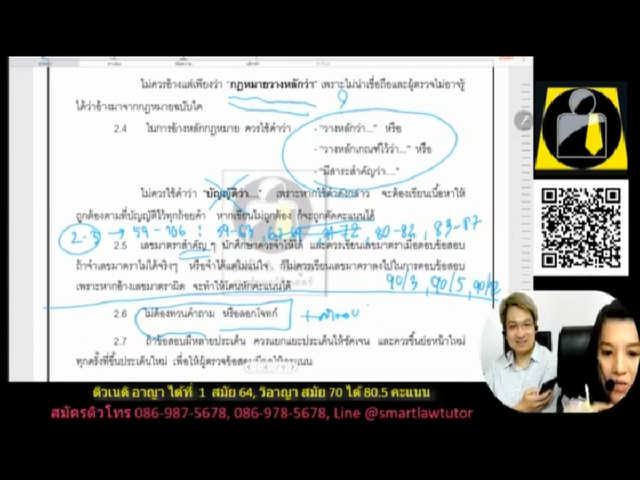 ไม่ควรอ้างแต่เพียงว่า "กฎหมายวางหลักว่า" เพราะไม่น่าเชื่อถือและผู้ตรวจไม่อาจรู้
ได้ว่าอ้างมาจากกฎหมายฉบับใด
2.4 ในการอ้างหลักกฎหมาย ควรใช้คำว่า - "วางหลักว่า..." หรือ
- "วางหลักเกณฑ์ไว้ว่า..." หรือ
- "มีสาระสำคัญว่า...."
ไม่ควรใช้คำว่า "บัญญัติว่า...." เพราะหากใช้คำดังกล่าว จะต้องเขียนเนื้อหาให้
ถูกต้องตามที่บัญญัติไว้ทุกถ้อยคำ หากเขียนไม่ถูกต้อง ก็จะถูกตัดคะแนนได้
2-3 → 59-106 : 59-63, 80-82, 83-87
2.5 เลขมาตราสำคัญ ๆ นักศึกษาควรจำให้ได้ และควรเขียนเลขมาตราเมื่อตอบข้อสอบ
ถ้าจำเลขมาตราไม่ได้จริงๆ หรือจำได้แต่ไม่แน่ใจ ก็ไม่ควรเขียนเลขมาตราลงไปในการตอบข้อสอบ
เพราะหากอ้างเลขมาตราผิด จะทำให้โดนหักคะแนนได้ 90/3, 90/5, 90/12
2.6 ไม่ต้องทวนคำถาม หรือลอกโจทก์
2.7 ถ้าข้อสอบมีหลายประเด็น ควรแยกแยะประเด็นให้ชัดเจน และควรขึ้นย่อหน้าใหม่
ทุกครั้งที่ขึ้นประเด็นใหม่ เพื่อให้ผู้ตรวจข้อสอบ
ติวเนติ อาญา ได้ที่ 1 สมัย 64, วิอาญา สมัย 70 ได้ 80.5 คะแนน
สมัครติวโทร 086-987-5678, 086-978-5678, Line @smartlawtutor